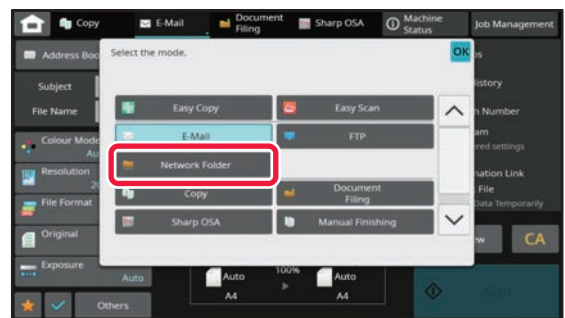 Copy
E-Mail
Document
Filing
Sharp OSA
Machine
Status
Job Management
Address Boo
Select the mode.
OK
Subject
File Name
Easy Copy
Easy Scan
E-Mail
FTP
Network Folder
Copy
Document
Filing
Sharp OSA
Manual Finishing
Colour Mode
Au
Resolution
20
File Format
Original
Exposure
Auto
Others
Auto
A4
100%
Auto
A4
istory
n Number
am
red settings
nation Link
File
Data Temporarily
ew
CA
Start